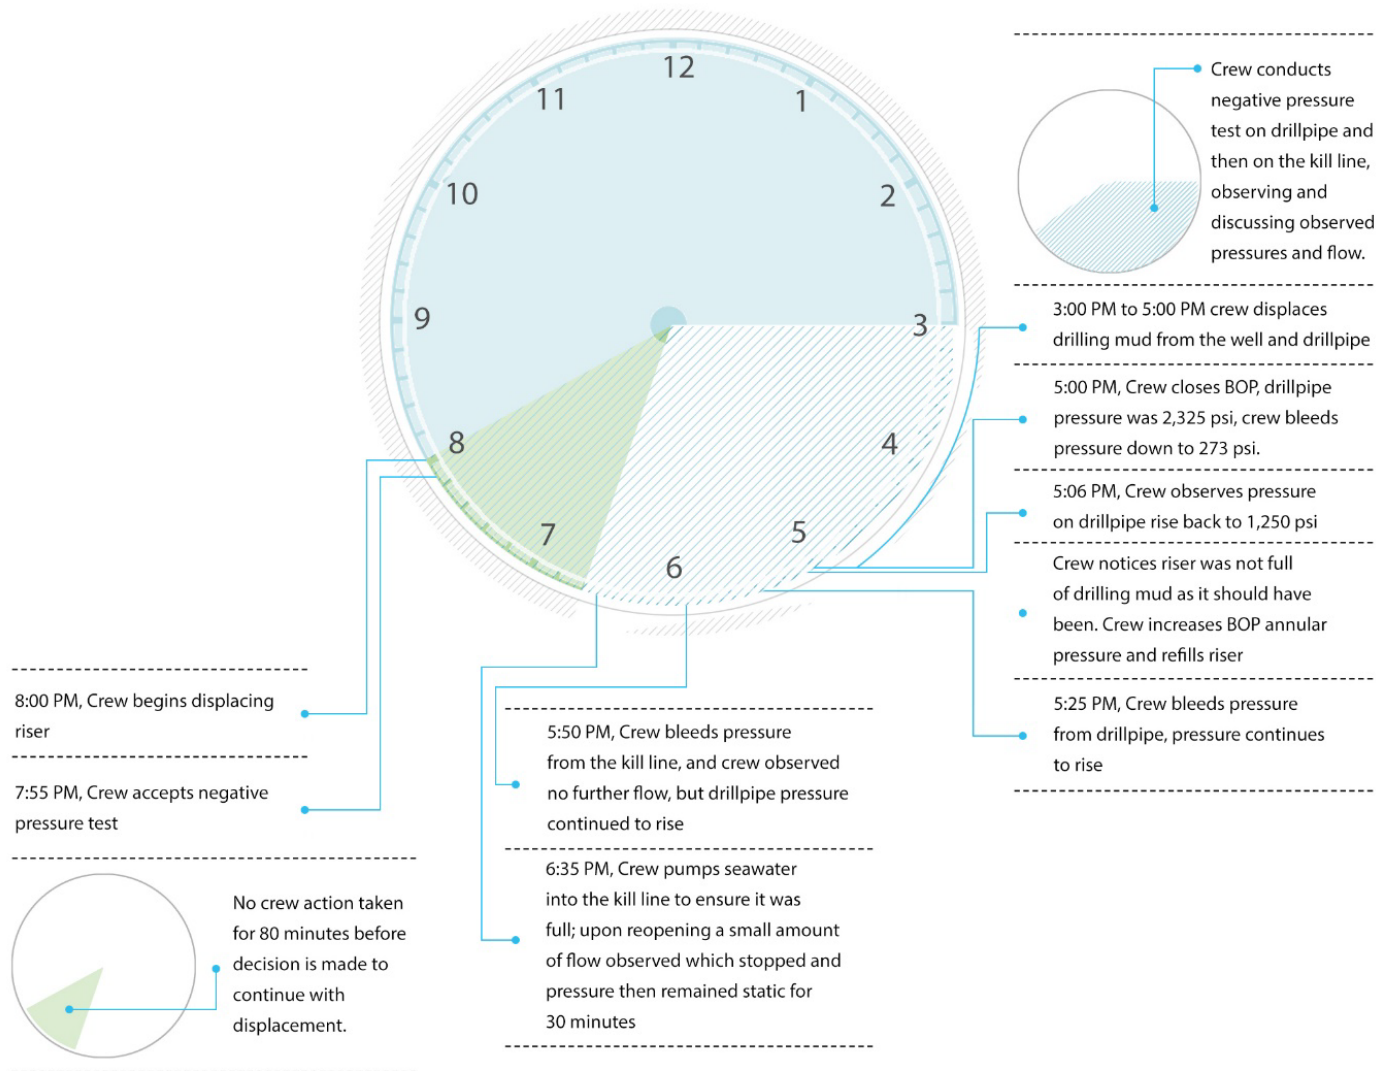 12
1
2
3
4
5
6
7
8
9
10
11
Crew conducts
negative pressure
test on drillpipe and
then on the kill line,
observing and
discussing observed
pressures and flow.
3:00 PM to 5:00 PM crew displaces
drilling mud from the well and drillpipe
5:00 PM, Crew closes BOP, drillpipe
pressure was 2,325 psi, crew bleeds
pressure down to 273 psi.
5:06 PM, Crew observes pressure
on drillpipe rise back to 1,250 psi
Crew notices riser was not full
of drilling mud as it should have
been. Crew increases BOP annular
pressure and refills riser
5:25 PM, Crew bleeds pressure
from drillpipe, pressure continues
to rise
5:50 PM, Crew bleeds pressure
from the kill line, and crew observed
no further flow, but drillpipe pressure
continued to rise
6:35 PM, Crew pumps seawater
into the kill line to ensure it was
full; upon reopening a small amount
of flow observed which stopped and
pressure then remained static for
30 minutes
8:00 PM, Crew begins displacing
riser
7:55 PM, Crew accepts negative
pressure test
No crew action taken
for 80 minutes before
decision is made to
continue with
displacement.